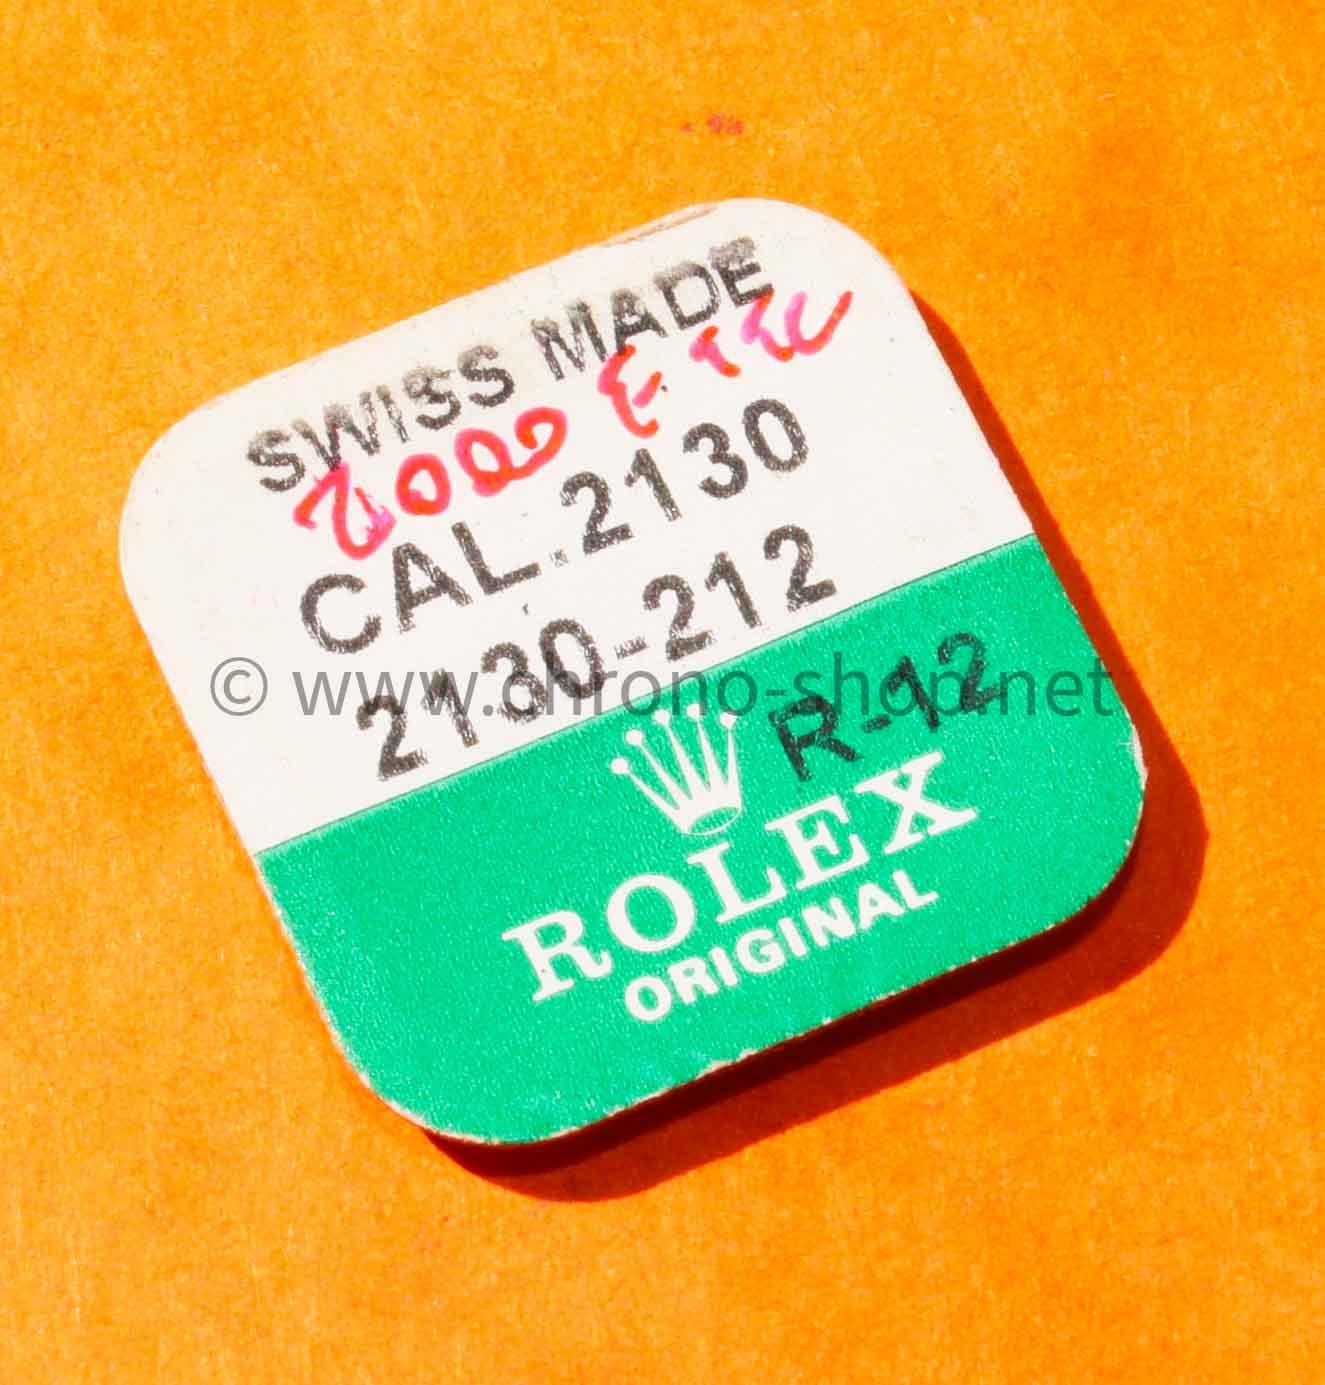 SWISS MADE
CAL.2130
2130-212
© www.chrono-shop.net
R-12
ROLEX
ORIGINAL